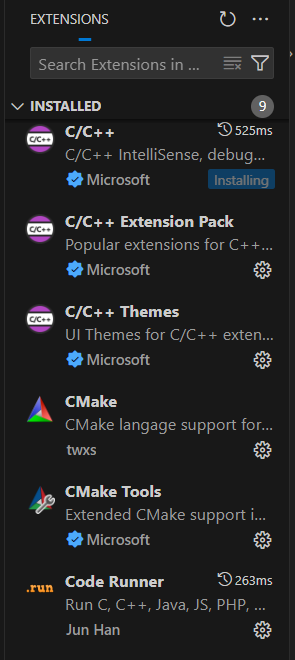 EXTENSIONS
Search Extensions in ...
INSTALLED
9
C/C++
C/C++
525ms
C/C++ IntelliSense, debug...
Microsoft
Installing
C/C++
C/C++ Extension Pack
Popular extensions for C++...
Microsoft
C/C++
C/C++ Themes
UI Themes for C/C++ exten...
Microsoft
CMake
CMake langage support for...
twxs
CMake Tools
Extended CMake support i...
Microsoft
.run
Code Runner
263ms
Run C, C++, Java, JS, PHP, ...
Jun Han